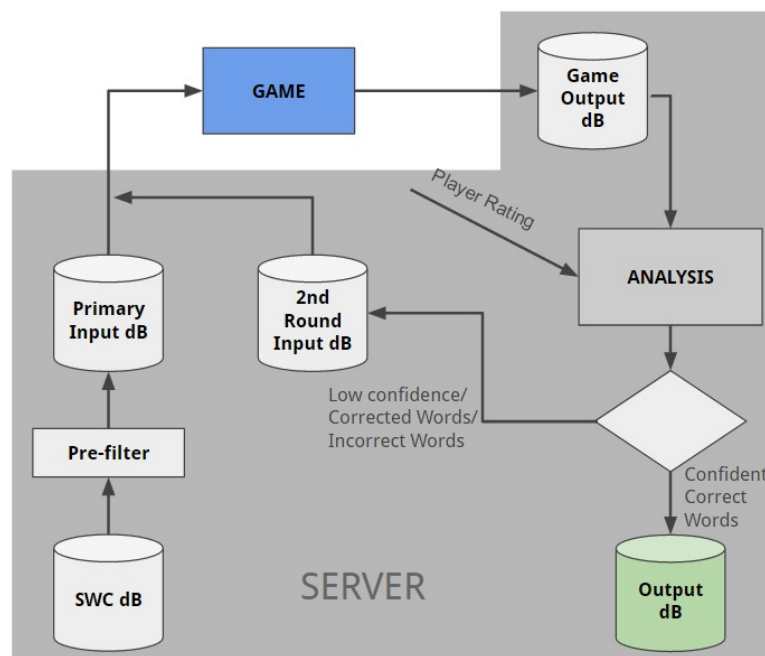 GAME
Game
Output
dB
Player Rating
ANALYSIS
Primary
Input dB
2nd
Round
Input dB
Low confidence/
Corrected Words/
Incorrect Words
Pre-filter
Confident
Correct
Words
SWC dB
SERVER
Output
dB